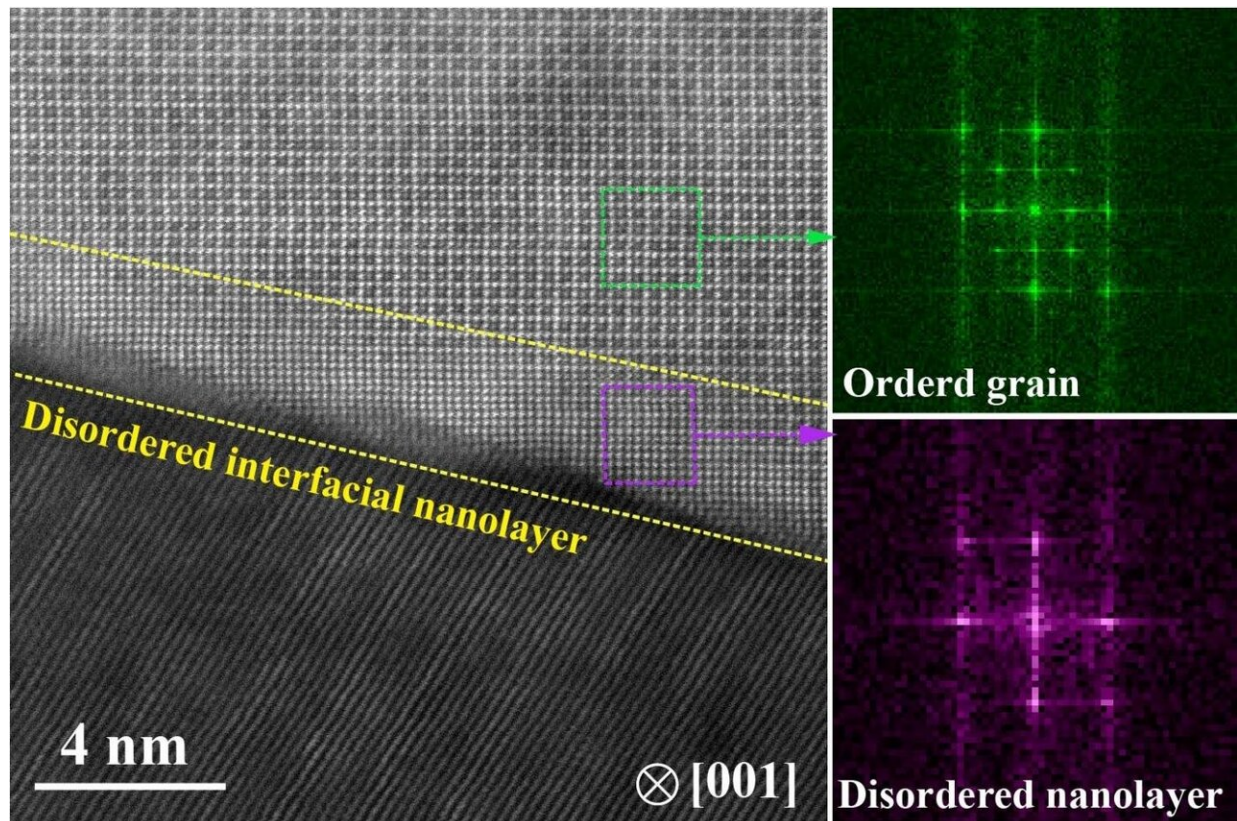 Disordered interfacial nanolayer
4 nm
[001]
Orderd grain
Disordered nanolayer